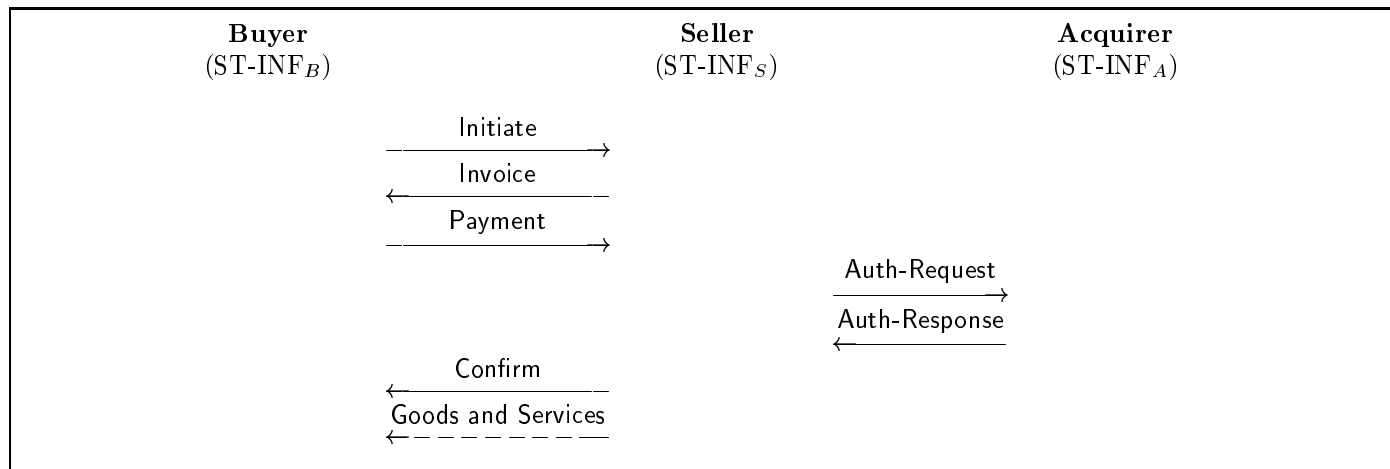 Buyer Seller Acquirer
(ST-INF_B) (ST-INF_S) (ST-INF_A)
Initiate
Invoice
Payment
Auth-Request
Auth-Response
Confirm
Goods and Services